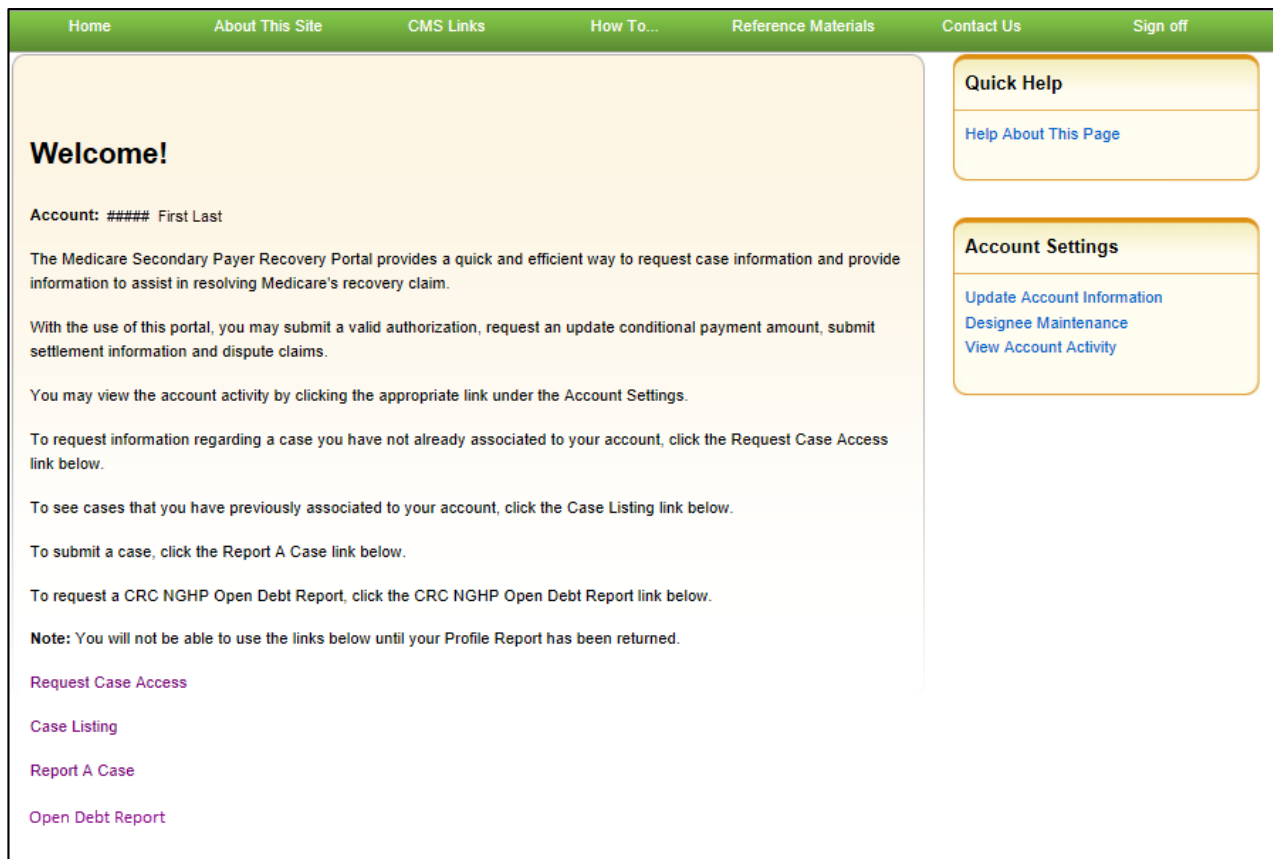 Home About This Site CMS Links How To... Reference Materials Contact Us Sign off
Welcome!
Account: ##### First Last
The Medicare Secondary Payer Recovery Portal provides a quick and efficient way to request case information and provide
information to assist in resolving Medicare's recovery claim.
With the use of this portal, you may submit a valid authorization, request an update conditional payment amount, submit
settlement information and dispute claims.
You may view the account activity by clicking the appropriate link under the Account Settings.
To request information regarding a case you have not already associated to your account, click the Request Case Access
link below.
To see cases that you have previously associated to your account, click the Case Listing link below.
To submit a case, click the Report A Case link below.
To request a CRC NGHP Open Debt Report, click the CRC NGHP Open Debt Report link below.
Note: You will not be able to use the links below until your Profile Report has been returned.
Request Case Access
Case Listing
Report A Case
Open Debt Report
Quick Help
Help About This Page
Account Settings
Update Account Information
Designee Maintenance
View Account Activity